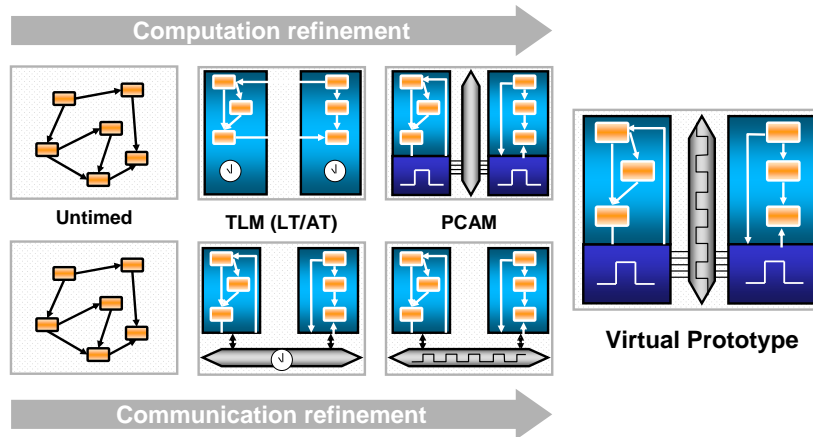 Computation refinement
Untimed
TLM (LT/AT)
PCAM
Virtual Prototype
Communication refinement